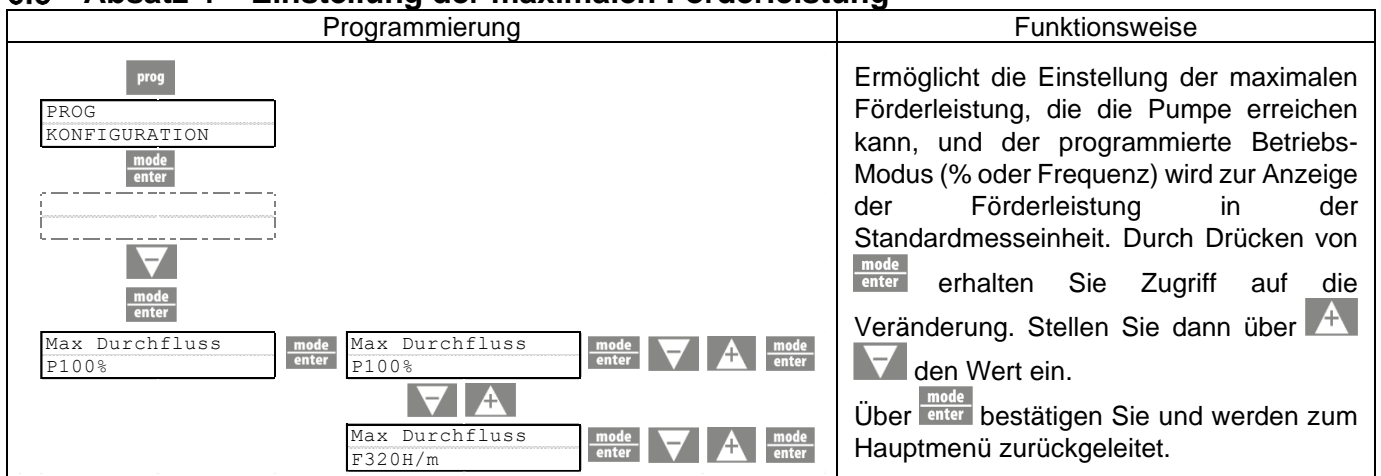 Absatz 4 – Einstellung der maximalen Förderleistung
Programmierung
prog
PROG
KONFIGURATION
mode
enter
mode
enter
Max Durchfluss
P100%
mode
enter
Max Durchfluss
P100%
mode
enter
mode
enter
Max Durchfluss
F320H/m
mode
enter
mode
enter
Funktionsweise
Ermöglicht die Einstellung der maximalen
Förderleistung, die die Pumpe erreichen
kann, und der programmierte Betriebs-
Modus (% oder Frequenz) wird zur Anzeige
der Förderleistung in der
Standardmesseinheit. Durch Drücken von
mode
enter erhalten Sie Zugriff auf die
Veränderung. Stellen Sie dann über +
− den Wert ein.
Über mode
enter bestätigen Sie und werden zum
Hauptmenü zurückgeleitet.